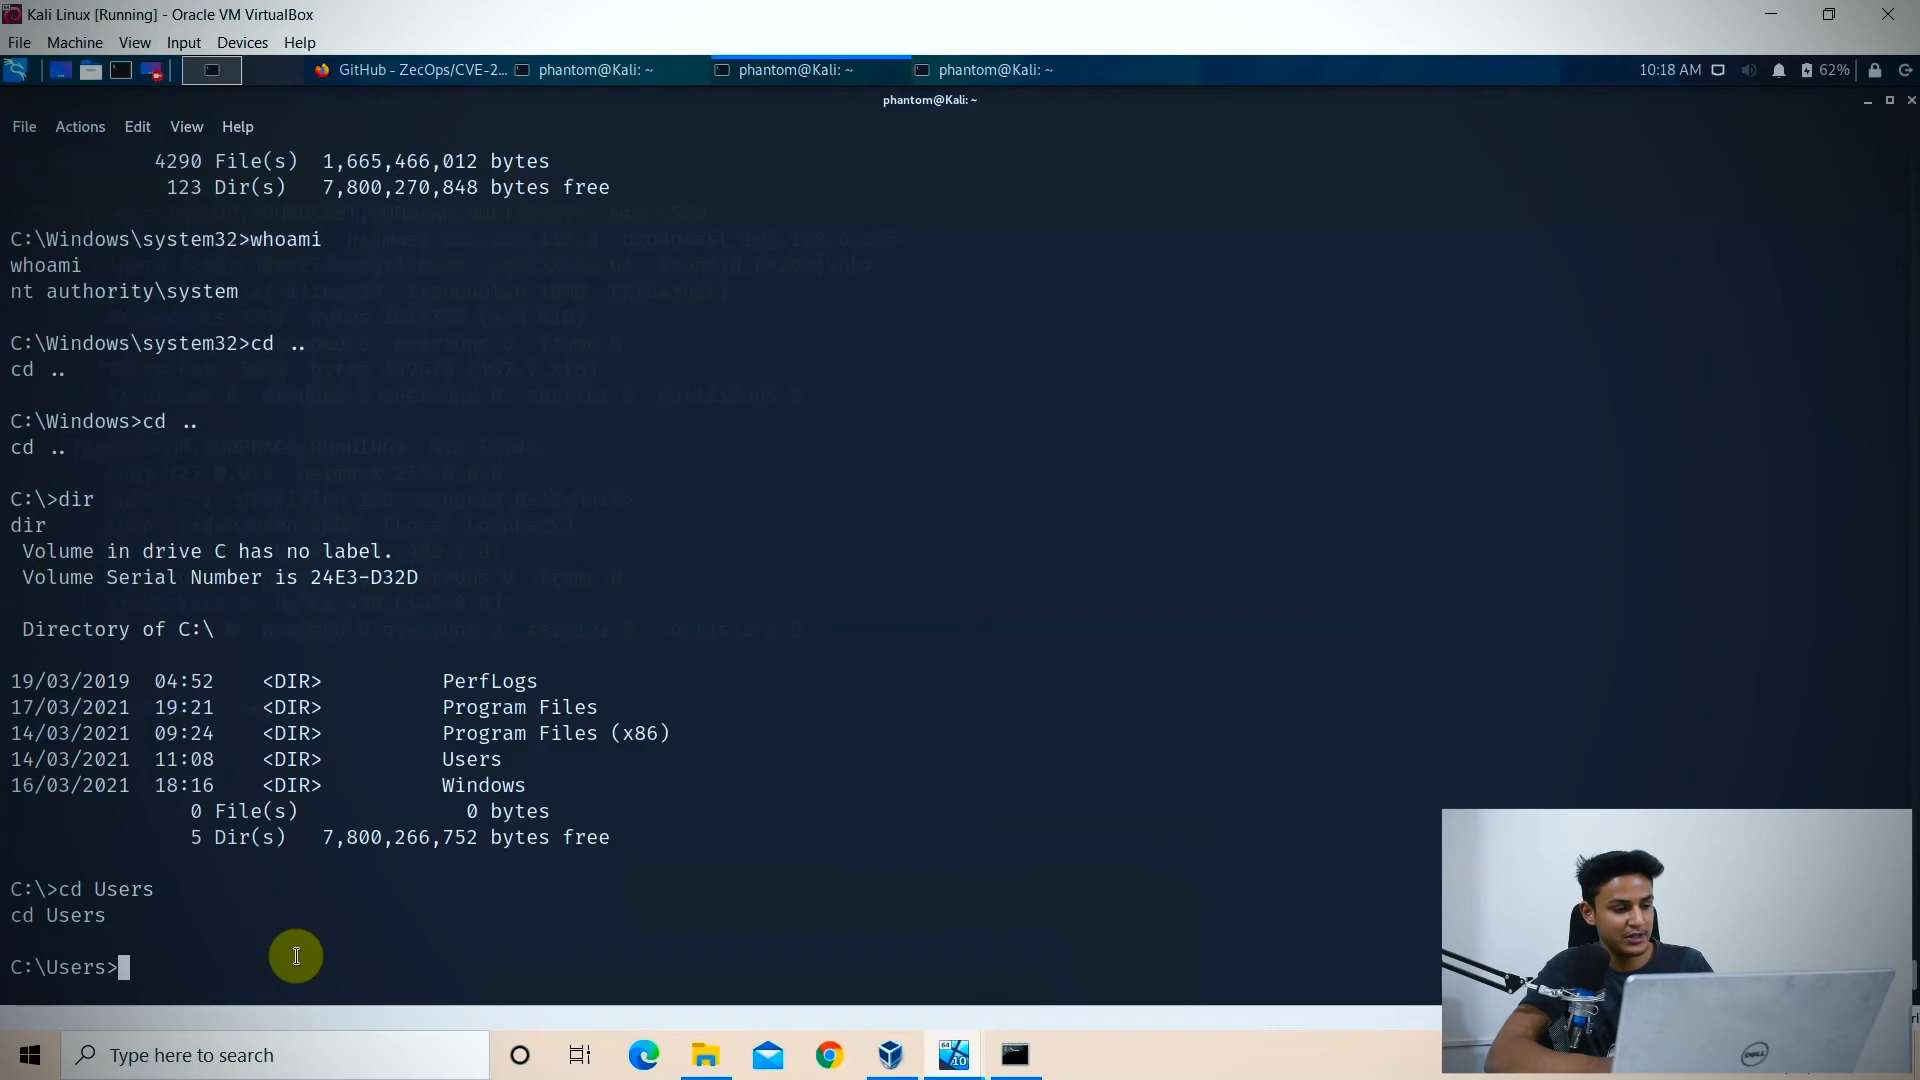 Kali Linux [Running] - Oracle VM VirtualBox
File Machine View Input Devices Help
GitHub - ZecOps/CVE-2... phantom@Kali: ~ phantom@Kali: ~ phantom@Kali: ~ 10:18 AM 62%
phantom@Kali: ~
File Actions Edit View Help
4290 File(s) 1,665,466,012 bytes
123 Dir(s) 7,800,270,848 bytes free
C:\Windows\system32>whoami
whoami
nt authority\system
C:\Windows\system32>cd ..
cd ..
C:\Windows>cd ..
cd ..
C:\>dir
dir
Volume in drive C has no label.
Volume Serial Number is 24E3-D32D
Directory of C:\
19/03/2019 04:52 <DIR> PerfLogs
17/03/2021 19:21 <DIR> Program Files
14/03/2021 09:24 <DIR> Program Files (x86)
14/03/2021 11:08 <DIR> Users
16/03/2021 18:16 <DIR> Windows
0 File(s) 0 bytes
5 Dir(s) 7,800,266,752 bytes free
C:\>cd Users
cd Users
C:\Users>
Type here to search
64
10
DELL